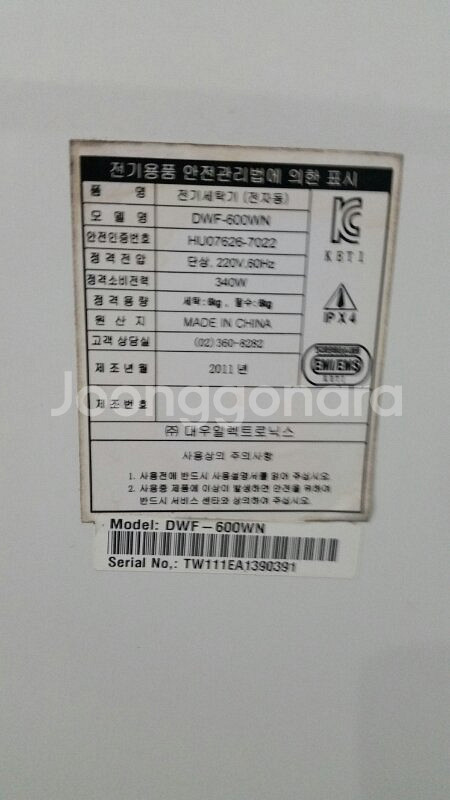 전기용품 안전관리법에 의한 표시
품 명 전기세탁기 (전자동)
모 델 명 DWF-600WN
안전인증번호 HU07626-7022
정 격 전 압 단상, 220V,60Hz
정격소비전력 340W
정 격 용 량 세탁:6kg , 탈수:6kg
원 산 지 MADE IN CHINA
고객 상담실 (02)360-8282
제 조 년 월 2011 년
제 조 번 호
㈜ 대우일렉트로닉스
사용상의 주의사항
1. 사용전에 반드시 사용설명서를 읽어 주십시오.
2. 사용중 제품에 이상이 발생하면 안전을 위하여
반드시 서비스 센타와 상의하여 주십시오.
KETI
IPX4
EMI/EMS
KETI
Joonggonara
Model: DWF-600WN
Serial No,: TW111EA1390391